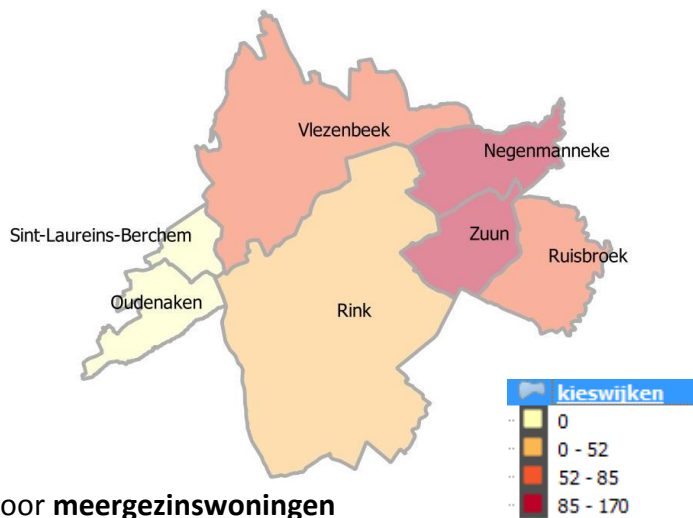 Vlezenbeek
Negenmanneke
Sint-Laureins-Berchem
Zuun
Ruisbroek
Oudenaken
Rink
kieswijken
0
0 - 52
52 - 85
85 - 170
oor meergezinswoningen